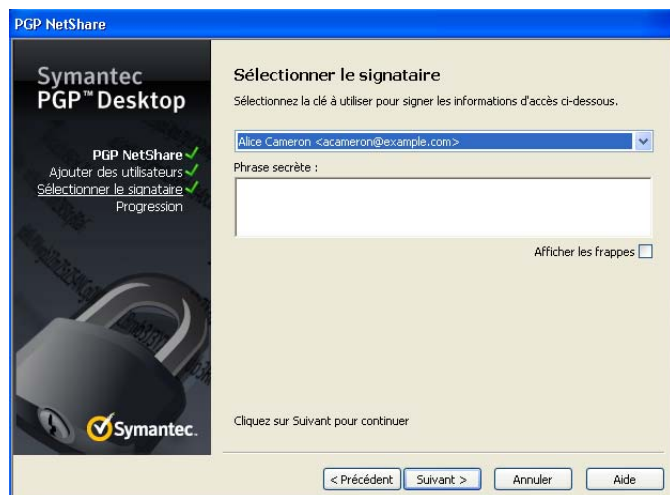 PGP NetShare
Symantec
PGP™ Desktop
PGP NetShare
Ajouter des utilisateurs
Sélectionner le signataire
Progression
Symantec.
Sélectionner le signataire
Sélectionnez la clé à utiliser pour signer les informations d'accès ci-dessous.
Alice Cameron <acameron@example.com>
Phrase secrète :
Afficher les frappes
Cliquez sur Suivant pour continuer
< Précédent
Suivant >
Annuler
Aide